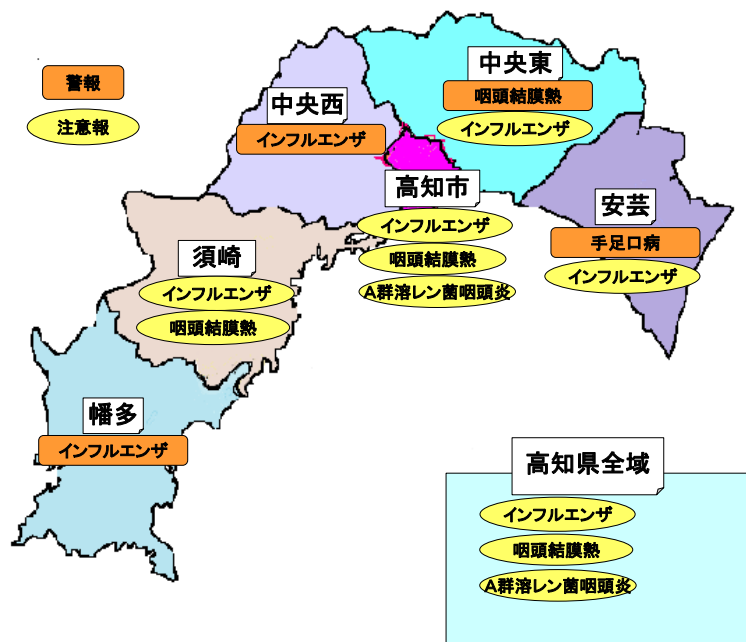 警報
注意報
中央東
咽頭結膜熱
インフルエンザ
中央西
インフルエンザ
高知市
インフルエンザ
咽頭結膜熱
A群溶レン菌咽頭炎
安芸
手足口病
インフルエンザ
須崎
インフルエンザ
咽頭結膜熱
幡多
インフルエンザ
高知県全域
インフルエンザ
咽頭結膜熱
A群溶レン菌咽頭炎